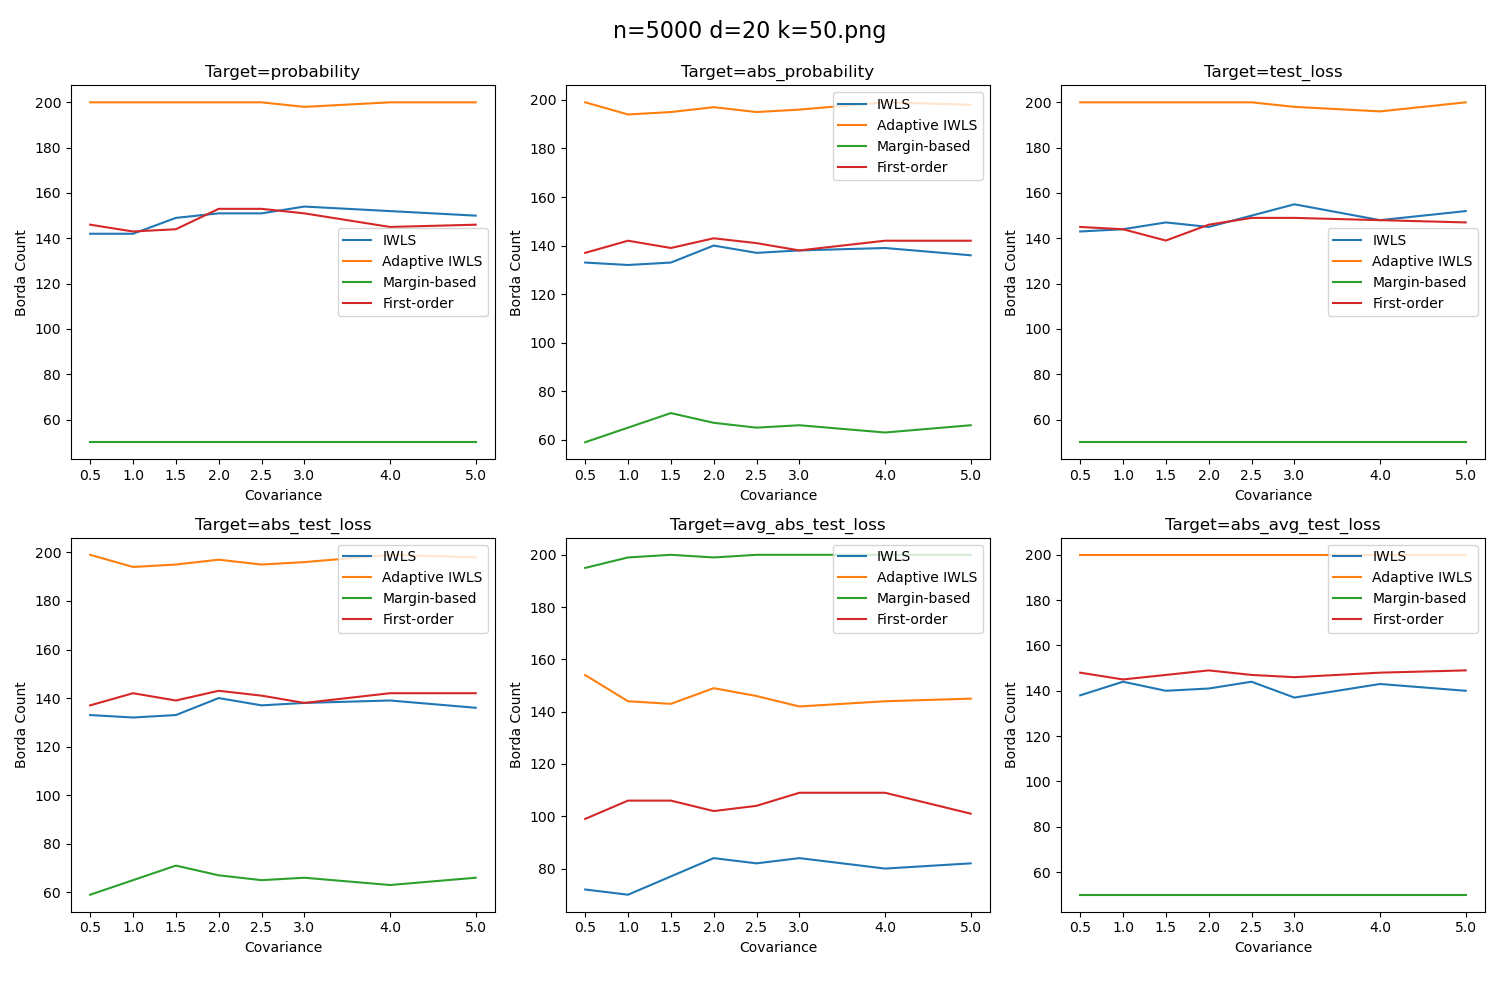 n=5000 d=20 k=50.png
Target=probability
200
180
160
140
120
100
80
60
Borda Count
IWLS
Adaptive IWLS
Margin-based
First-order
0.5 1.0 1.5 2.0 2.5 3.0 4.0 5.0
Covariance
Target=abs_probability
200
180
160
140
120
100
80
60
Borda Count
IWLS
Adaptive IWLS
Margin-based
First-order
0.5 1.0 1.5 2.0 2.5 3.0 4.0 5.0
Covariance
Target=test_loss
200
180
160
140
120
100
80
60
Borda Count
IWLS
Adaptive IWLS
Margin-based
First-order
0.5 1.0 1.5 2.0 2.5 3.0 4.0 5.0
Covariance
Target=abs_test_loss
200
180
160
140
120
100
80
60
Borda Count
IWLS
Adaptive IWLS
Margin-based
First-order
0.5 1.0 1.5 2.0 2.5 3.0 4.0 5.0
Covariance
Target=avg_abs_test_loss
200
180
160
140
120
100
80
Borda Count
IWLS
Adaptive IWLS
Margin-based
First-order
0.5 1.0 1.5 2.0 2.5 3.0 4.0 5.0
Covariance
Target=abs_avg_test_loss
200
180
160
140
120
100
80
60
Borda Count
IWLS
Adaptive IWLS
Margin-based
First-order
0.5 1.0 1.5 2.0 2.5 3.0 4.0 5.0
Covariance